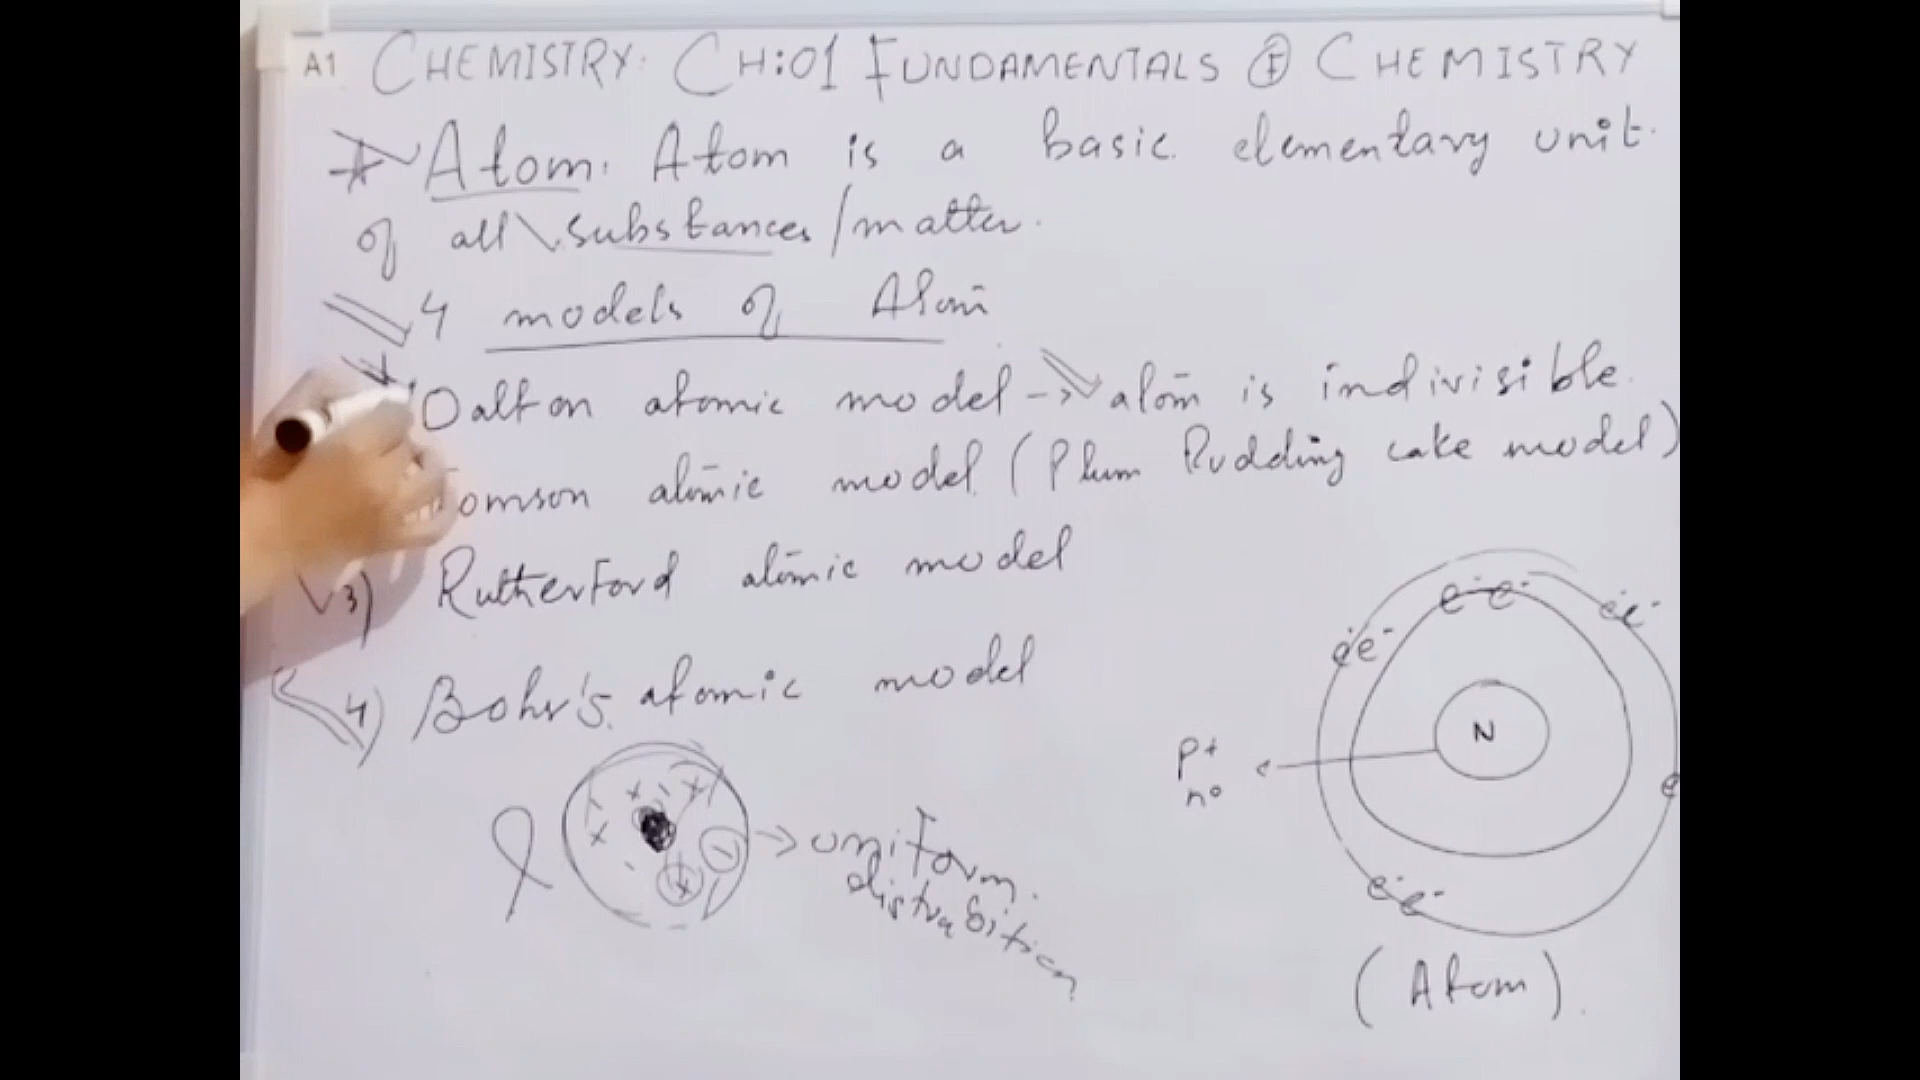 A1 CHEMISTRY. CH:01 FUNDAMENTALS OF CHEMISTRY
Atom. Atom is a basic elementary unit.
of all substances/matter.
4 models of Atom
Dalton atomic model -> atom is indivisible.
omson atomic model (Plum Pudding cake model)
3) Rutherford atomic model
4) Bohr's atomic model
-> uniform.
distrabition
e- e-
e- e-
e- e-
N
P+
n°
e
e- e-
(Atom).